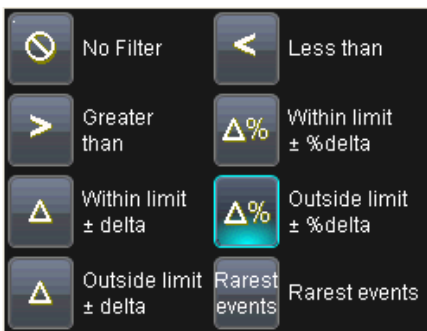 No Filter
< Less than
> Greater
than
Δ% Within limit
± %delta
Δ Within limit
± delta
Δ% Outside limit
± %delta
Δ Outside limit
± delta
Rarest
events
Rarest events